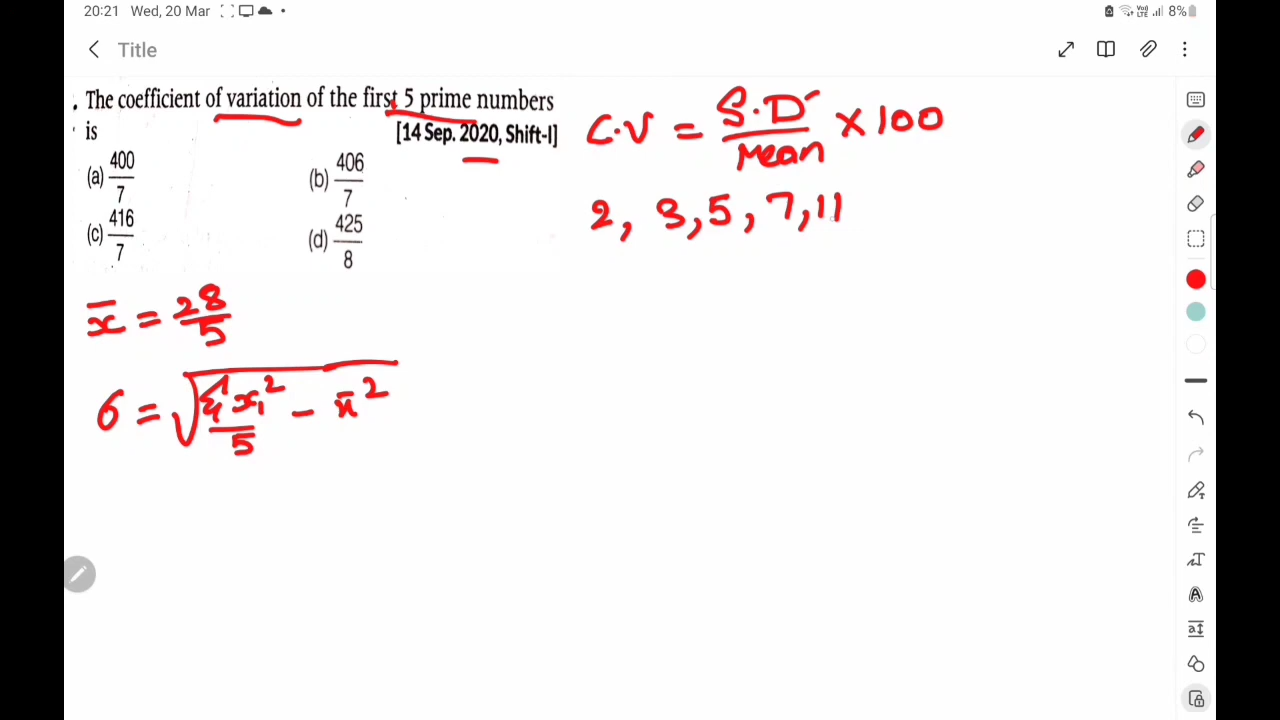 20:21 Wed, 20 Mar
8%
Title
. The coefficient of variation of the first 5 prime numbers
is [14 Sep. 2020, Shift-I]
(a) 400/7 (b) 406/7
(c) 416/7 (d) 425/8
C.V = S.D/Mean × 100
2, 3, 5, 7, 11
x̄ = 28/5
6 = √(Σxᵢ²/5 - x̄²)